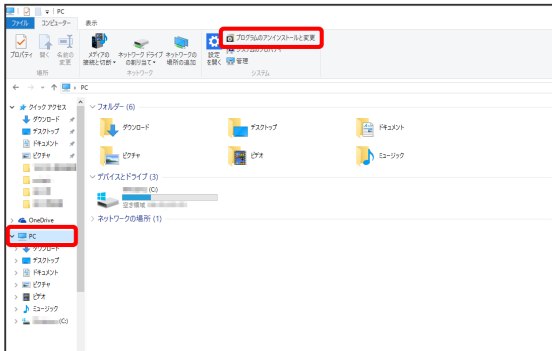 PC
ファイル コンピューター 表示
プロパティ 開く 名前の変更 メディアの接続と切断 ネットワーク ドライブの割り当て ネットワークの場所の追加 設定を開く プログラムのアンインストールと変更
システムのプロパティ
管理
場所 ネットワーク システム
PC
クイック アクセス
ダウンロード
デスクトップ
ドキュメント
ピクチャ
OneDrive
PC
ダウンロード
デスクトップ
ドキュメント
ピクチャ
ビデオ
ミュージック
(C:)
フォルダー (6)
ダウンロード デスクトップ ドキュメント
ピクチャ ビデオ ミュージック
デバイスとドライブ (3)
(C:)
空き領域
ネットワークの場所 (1)